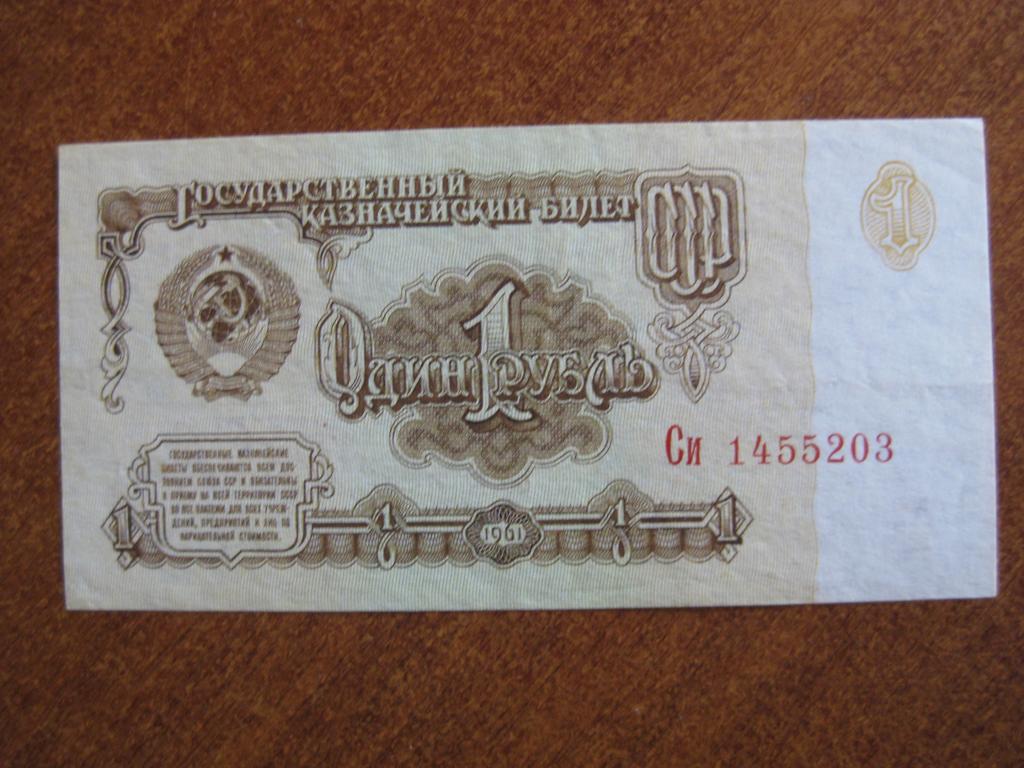 Государственный
казначейский билет
СССР
1
1
Один рубль
Си 1455203
ГОСУДАРСТВЕННЫЕ КАЗНАЧЕЙСКИЕ
БИЛЕТЫ ОБЕСПЕЧИВАЮТСЯ ВСЕМ ДОС-
ТОЯНИЕМ СОЮЗА ССР И ОБЯЗАТЕЛЬНЫ
К ПРИЕМУ НА ВСЕЙ ТЕРРИТОРИИ СССР
ВО ВСЕ ПЛАТЕЖИ ДЛЯ ВСЕХ УЧРЕЖ-
ДЕНИЙ, ПРЕДПРИЯТИЙ И ЛИЦ ПО
НАРИЦАТЕЛЬНОЙ СТОИМОСТИ.
1 1 1961 1 1